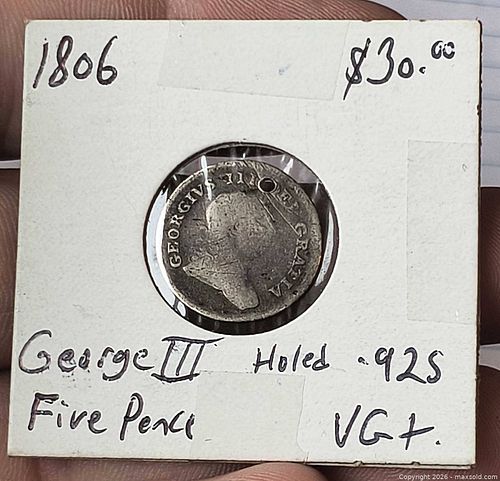 1806 $30.00
GEORGIVS III DEI GRATIA
George III Holed .925
Five Pence VG+.
Copyright 2026 - maxsold.com